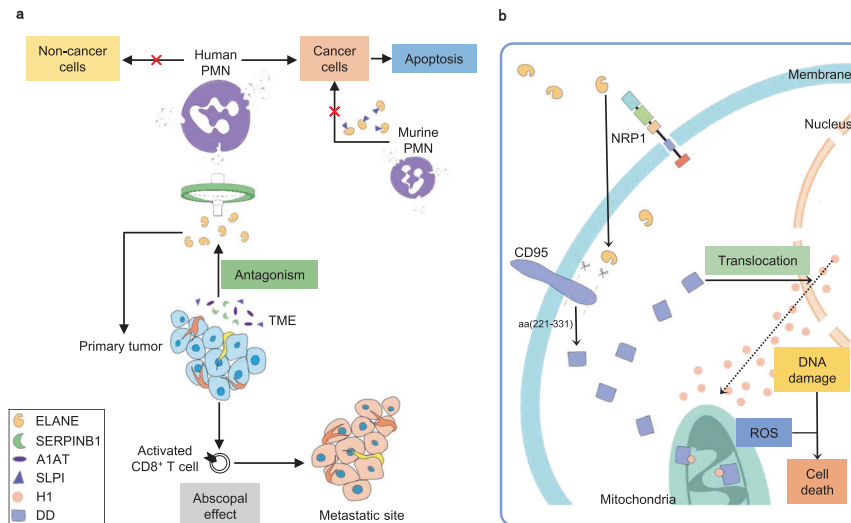 a
Non-cancer
cells
Human
PMN
Cancer
cells
Apoptosis
Murine
PMN
Antagonism
TME
Primary tumor
Activated
CD8⁺ T cell
Abscopal
effect
Metastatic site
ELANE
SERPINB1
A1AT
SLPI
H1
DD
b
Membrane
Nucleus
NRP1
CD95
Translocation
aa(221-331)
DNA
damage
ROS
Cell
death
Mitochondria